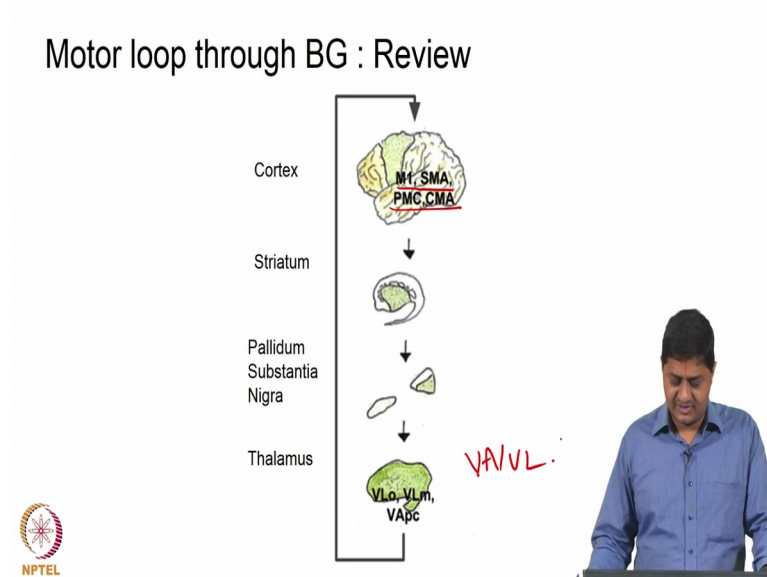 Motor loop through BG : Review
Cortex
M1, SMA,
PMC,CMA
Striatum
Pallidum
Substantia
Nigra
Thalamus
VLo, VLm,
VApc
VA/VL.
NPTEL